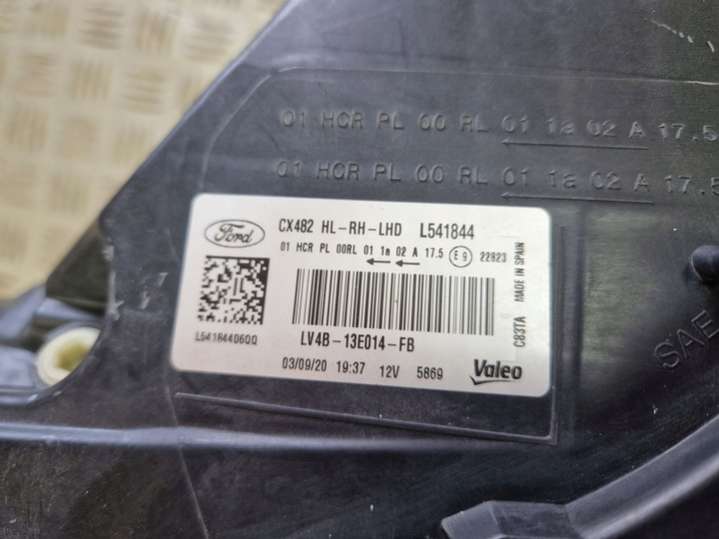 01 HCR PL 00 RL 01 1a 02 A 17.5
01 HCR PL 00 RL 01 1a 02 A 17.5
Ford CX482 HL-RH-LHD L541844
01 HCR PL 00RL 01 1a 02 A 17.5 E9 22823
L541844060Q
LV4B-13E014-FB
03/09/20 19:37 12V 5869 Valeo
C83TA MADE IN SPAIN
SAE